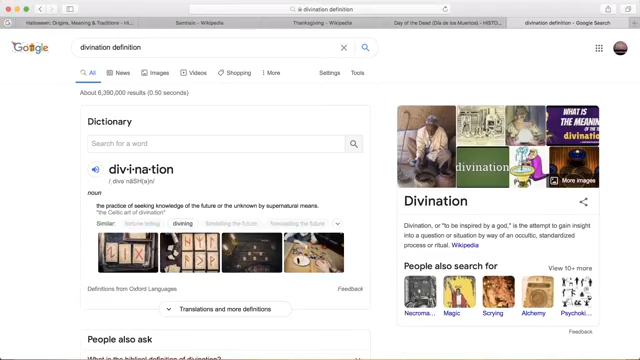 divination definition
Halloween: Origins, Meaning & Traditions - HI...
Samhain - Wikipedia
Thanksgiving - Wikipedia
Day of the Dead (Día de los Muertos) - HISTO...
divination definition - Google Search
Google
divination definition
All
News
Images
Videos
Shopping
More
Settings
Tools
About 6,390,000 results (0.50 seconds)
Dictionary
Search for a word
div·i·na·tion
noun
the practice of seeking knowledge of the future or the unknown by supernatural means.
"the Celtic art of divination"
Similar:
fortune telling
divining
foretelling the future
forecasting the future
Definitions from Oxford Languages
Feedback
Translations and more definitions
People also ask
What is the biblical definition of divination?
WHAT IS
THE MEANING
divination
More images
Divination
Divination, or "to be inspired by a god," is the attempt to gain insight
into a question or situation by way of an occultic, standardized
process or ritual. Wikipedia
People also search for
View 10+ more
Necroma...
Magic
Scrying
Alchemy
Psychoki...
Feedback